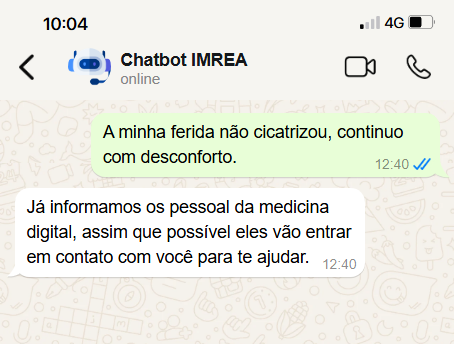 10:04
4G
Chatbot IMREA
online
A minha ferida não cicatrizou, continuo
com desconforto.
12:40
Já informamos os pessoal da medicina
digital, assim que possível eles vão entrar
em contato com você para te ajudar.
12:40